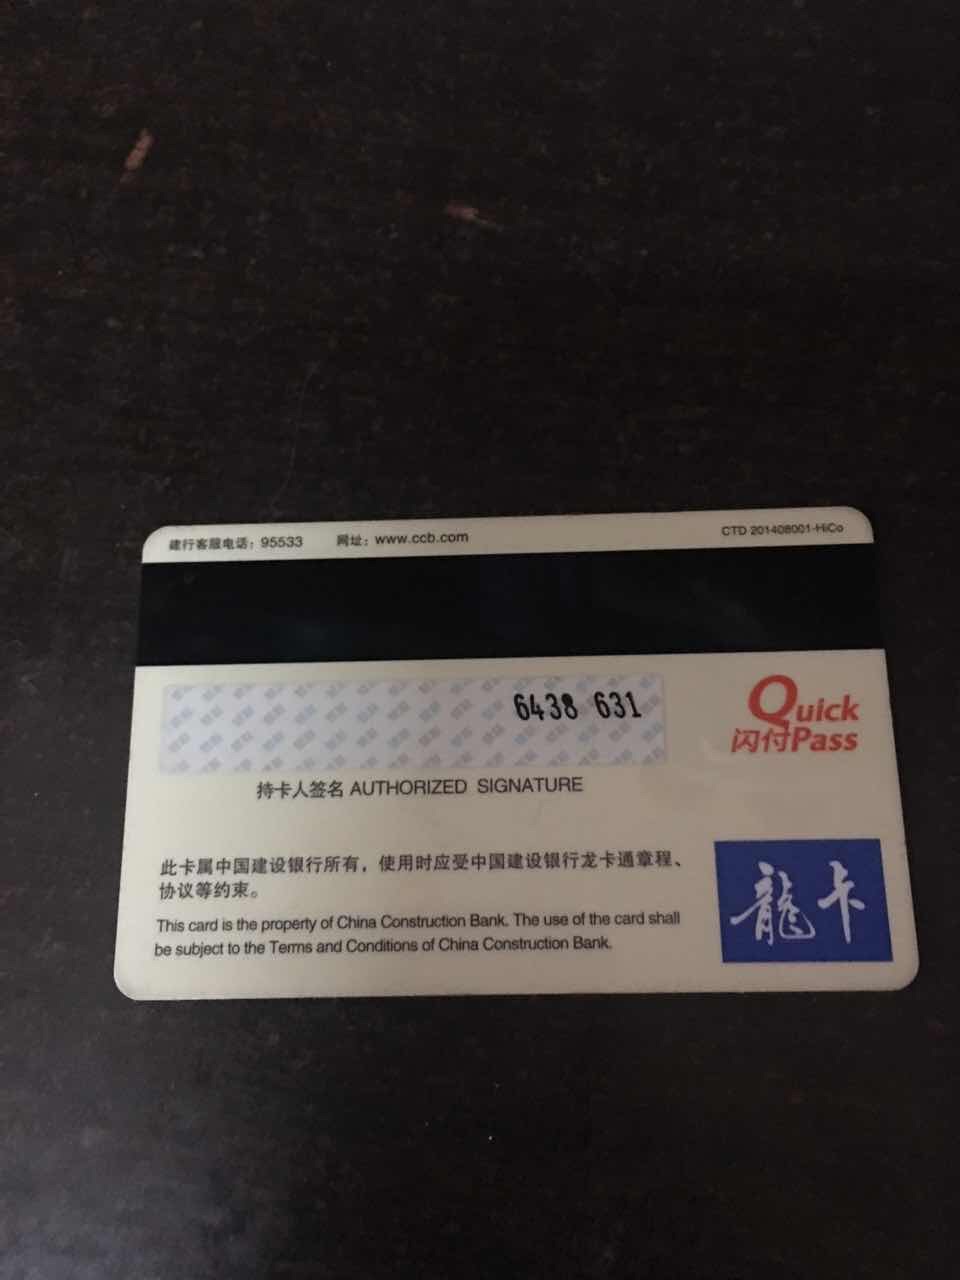 建行客服电话：95533 网址：www.ccb.com CTD 201408001-HiCo
6438 631
Quick
闪付Pass
持卡人签名 AUTHORIZED SIGNATURE
此卡属中国建设银行所有，使用时应受中国建设银行龙卡通章程、
协议等约束。
This card is the property of China Construction Bank. The use of the card shall
be subject to the Terms and Conditions of China Construction Bank.
龍卡